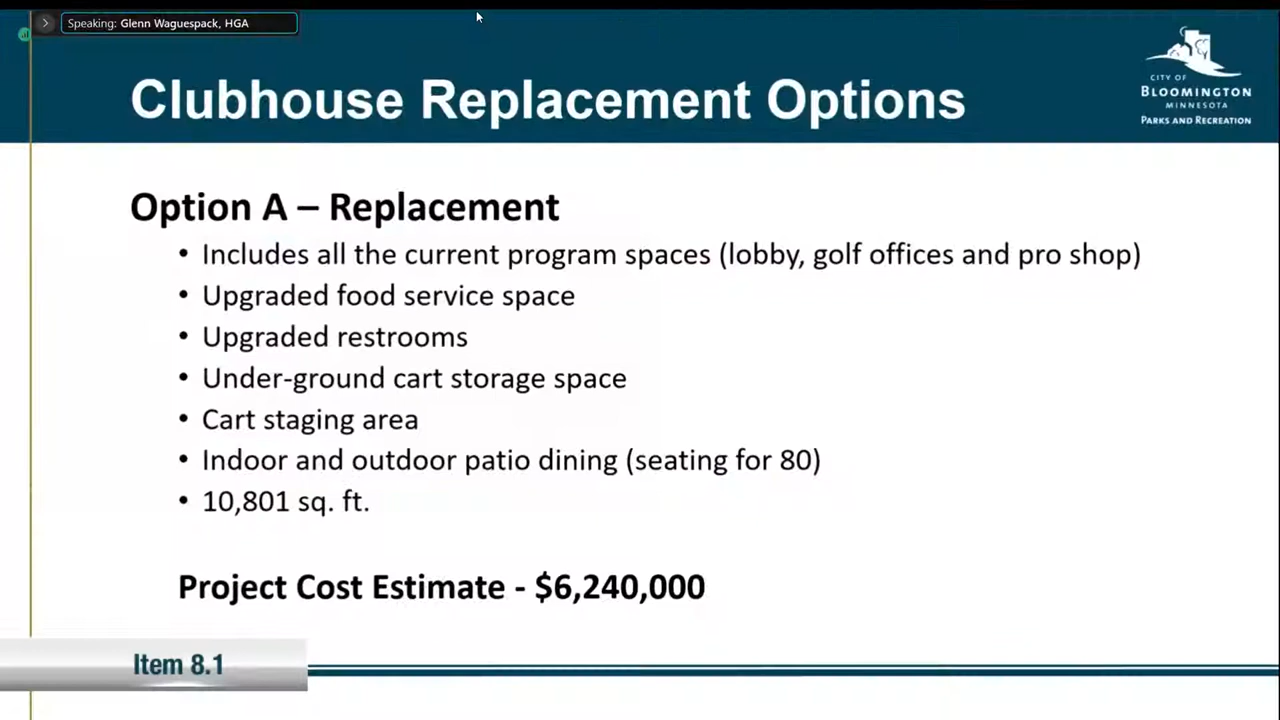 Speaking: Glenn Waguespack, HGA
Clubhouse Replacement Options
CITY OF
BLOOMINGTON
MINNESOTA
PARKS AND RECREATION
Option A – Replacement
• Includes all the current program spaces (lobby, golf offices and pro shop)
• Upgraded food service space
• Upgraded restrooms
• Under-ground cart storage space
• Cart staging area
• Indoor and outdoor patio dining (seating for 80)
• 10,801 sq. ft.
Project Cost Estimate - $6,240,000
Item 8.1